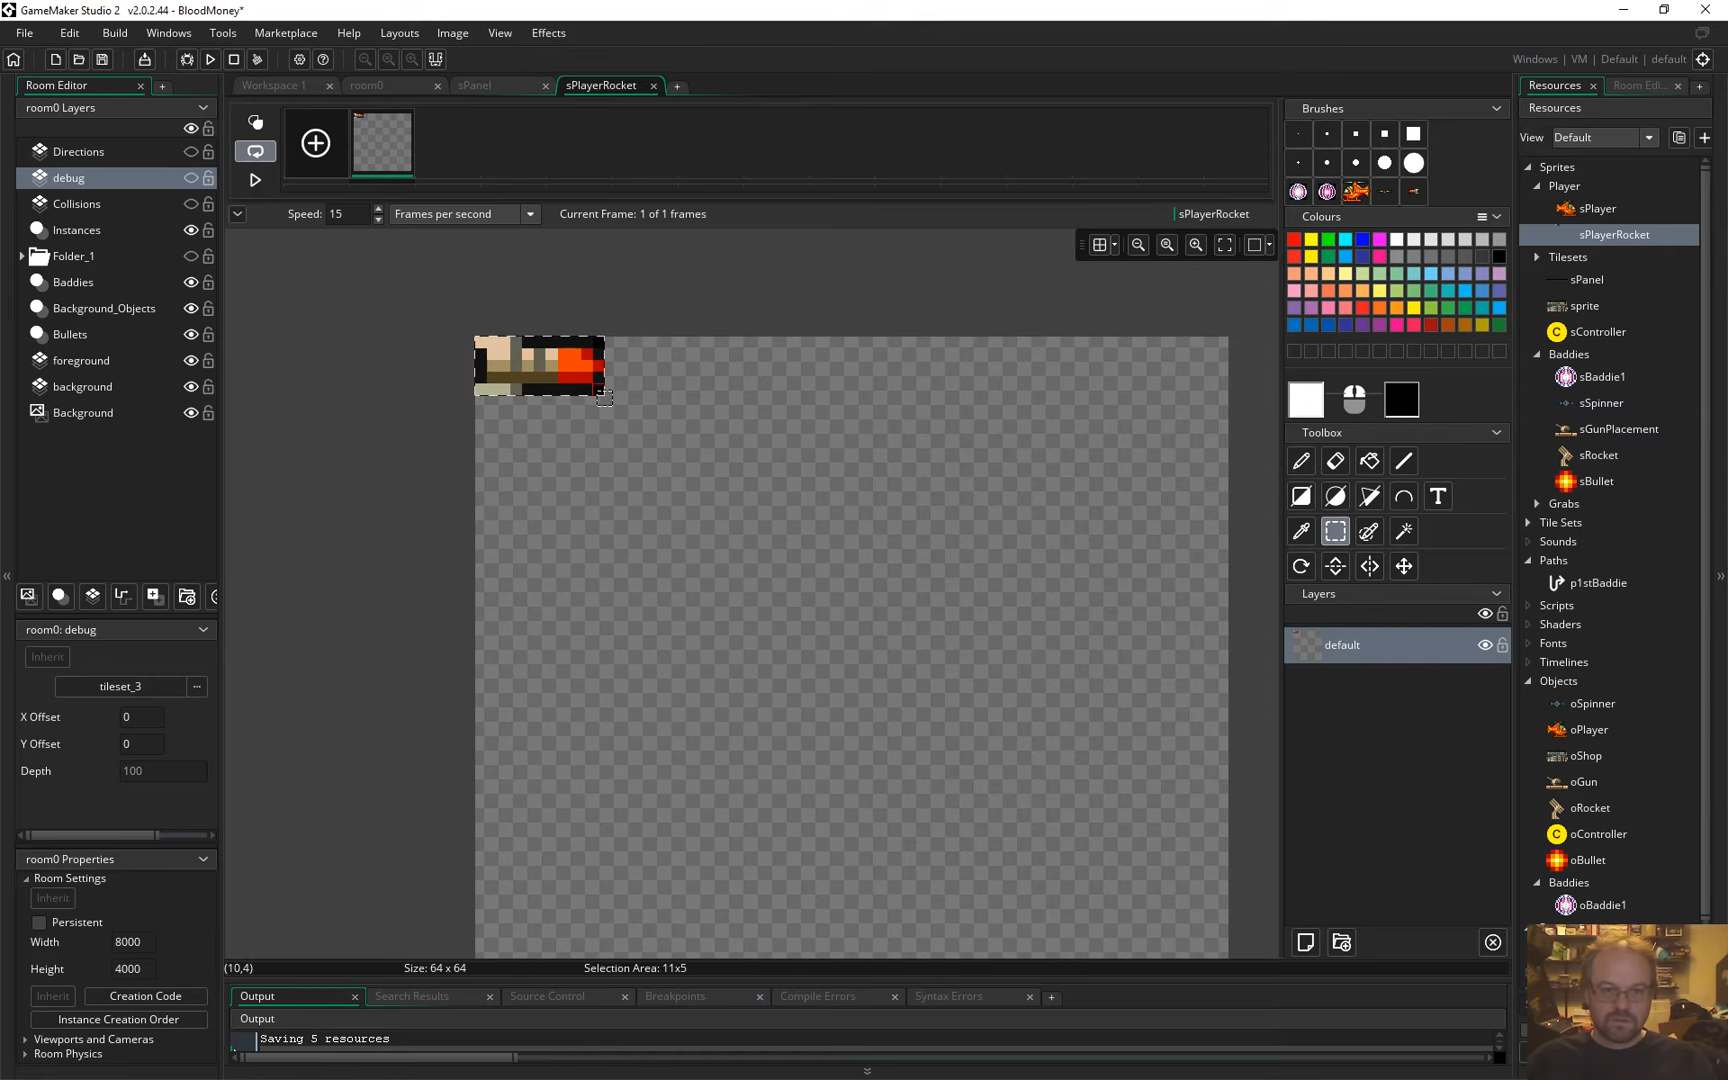 GameMaker Studio 2   v2.0.2.44 - BloodMoney*
File Edit Build Windows Tools Marketplace Help Layouts Image View Effects
Windows | VM | Default | default
Room Editor
Workspace 1
room0
sPanel
sPlayerRocket
Resources
Room Edi...
room0 Layers
Directions
debug
Collisions
Instances
Folder_1
Baddies
Background_Objects
Bullets
foreground
background
Background
room0: debug
Inherit
tileset_3
X Offset 0
Y Offset 0
Depth 100
room0 Properties
Room Settings
Inherit
Persistent
Width 8000
Height 4000
Inherit Creation Code
Instance Creation Order
Viewports and Cameras
Room Physics
Speed: 15 Frames per second Current Frame: 1 of 1 frames sPlayerRocket
(10,4) Size: 64 x 64 Selection Area: 11x5
Output Search Results Source Control Breakpoints Compile Errors Syntax Errors
Output
Saving 5 resources
Brushes
Colours
Toolbox
T
Layers
default
Resources
View Default
Sprites
Player
sPlayer
sPlayerRocket
Tilesets
sPanel
sprite
C sController
Baddies
sBaddie1
sSpinner
sGunPlacement
sRocket
sBullet
Grabs
Tile Sets
Sounds
Paths
p1stBaddie
Scripts
Shaders
Fonts
Timelines
Objects
oSpinner
oPlayer
oShop
oGun
oRocket
C oController
oBullet
Baddies
oBaddie1